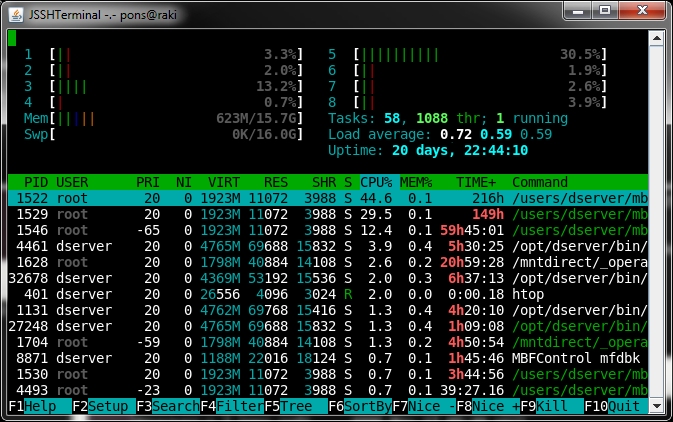 JSSHTerminal -.- pons@raki
1 [|| 3.3%] 5 [|||||||||| 30.5%]
2 [|| 2.0%] 6 [|| 1.9%]
3 [|||| 13.2%] 7 [|| 2.6%]
4 [| 0.7%] 8 [|| 3.9%]
Mem[||||| 623M/15.7G] Tasks: 58, 1088 thr; 1 running
Swp[ 0K/16.0G] Load average: 0.72 0.59 0.59
Uptime: 20 days, 22:44:10
PID USER PRI NI VIRT RES SHR S CPU% MEM% TIME+ Command
1522 root 20 0 1923M 11072 3988 S 44.6 0.1 216h /users/dserver/mb
1529 root 20 0 1923M 11072 3988 S 29.5 0.1 149h /users/dserver/mb
1546 root -65 0 1923M 11072 3988 S 12.4 0.1 59h45:01 /users/dserver/mb
4461 dserver 20 0 4765M 69688 15832 S 3.9 0.4 5h30:25 /opt/dserver/bin/
1628 root 20 0 1798M 40884 14108 S 2.6 0.2 20h59:28 /mntdirect/_opera
32678 dserver 20 0 4369M 53192 15536 S 2.0 0.3 6h37:13 /opt/dserver/bin/
401 dserver 20 0 26556 4096 3024 R 2.0 0.0 0:00.18 htop
1131 dserver 20 0 4762M 69768 15416 S 1.3 0.4 4h20:10 /opt/dserver/bin/
27248 dserver 20 0 4765M 69688 15832 S 1.3 0.4 1h09:08 /opt/dserver/bin/
1704 root -59 0 1798M 40884 14108 S 1.3 0.2 4h50:54 /mntdirect/_opera
8871 dserver 20 0 1188M 22016 18124 S 0.7 0.1 1h45:46 MBFControl mfdbk
1530 root 20 0 1923M 11072 3988 S 0.7 0.1 3h44:56 /users/dserver/mb
4493 root -23 0 1923M 11072 3988 S 0.7 0.1 39:27.16 /users/dserver/mb
F1Help F2Setup F3SearchF4FilterF5Tree F6SortByF7Nice -F8Nice +F9Kill F10Quit